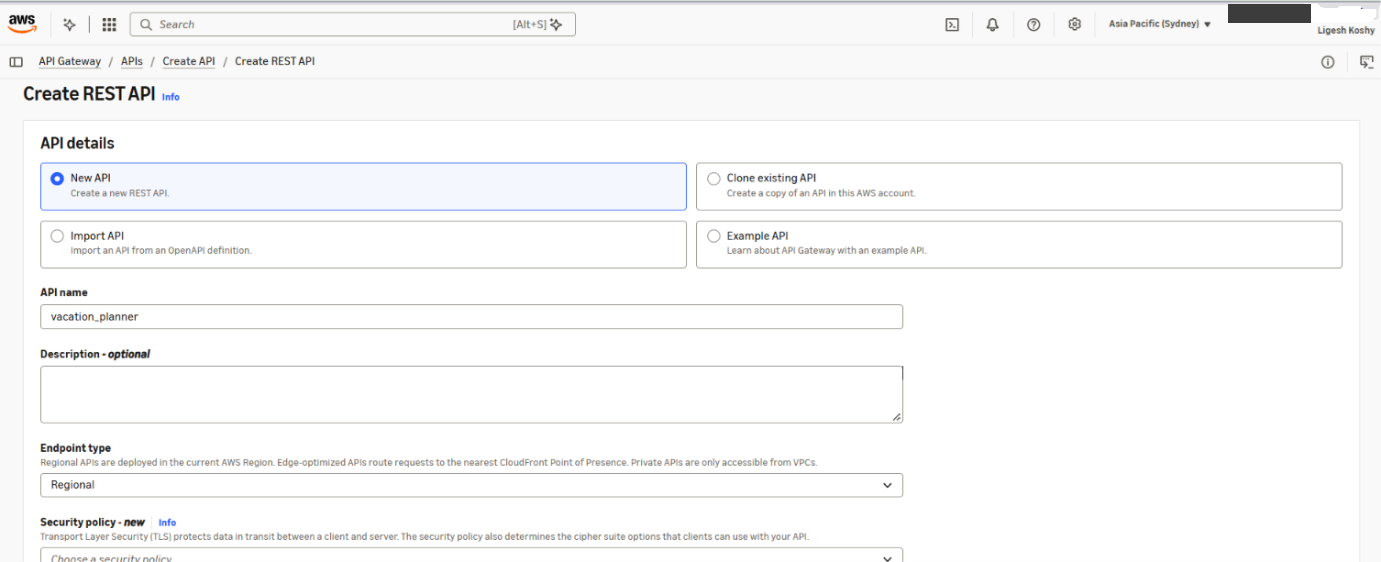 aws
Search [Alt+S]
Asia Pacific (Sydney)
Ligesh Koshy
API Gateway / APIs / Create API / Create REST API
Create REST API Info
API details
New API
Create a new REST API.
Clone existing API
Create a copy of an API in this AWS account.
Import API
Import an API from an OpenAPI definition.
Example API
Learn about API Gateway with an example API.
API name
vacation_planner
Description - optional
Endpoint type
Regional APIs are deployed in the current AWS Region. Edge-optimized APIs route requests to the nearest CloudFront Point of Presence. Private APIs are only accessible from VPCs.
Regional
Security policy - new Info
Transport Layer Security (TLS) protects data in transit between a client and server. The security policy also determines the cipher suite options that clients can use with your API.
Choose a security policy